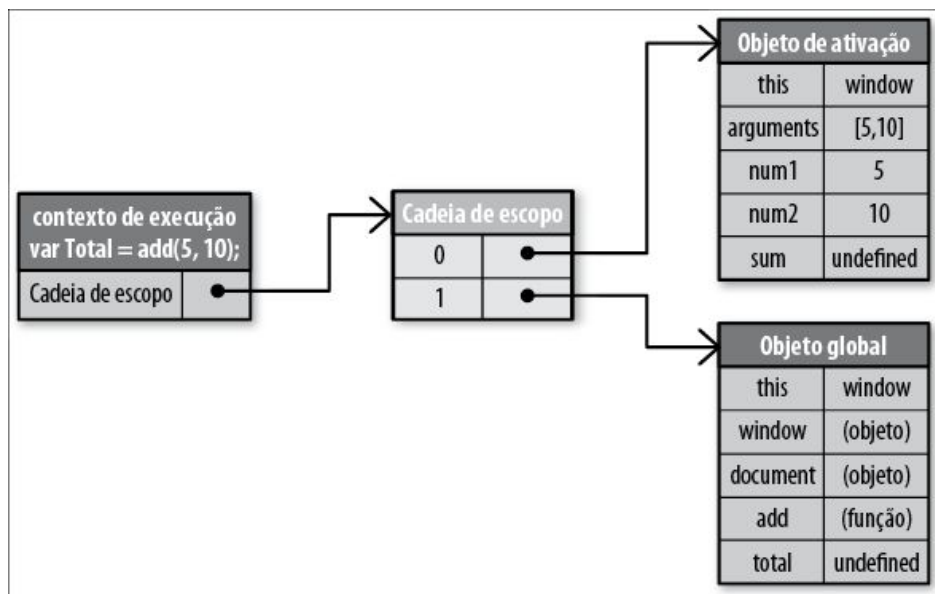 contexto de execução
var Total = add(5, 10);
Cadeia de escopo
Cadeia de escopo
0
1
Objeto de ativação
this window
arguments [5,10]
num1 5
num2 10
sum undefined
Objeto global
this window
window (objeto)
document (objeto)
add (função)
total undefined